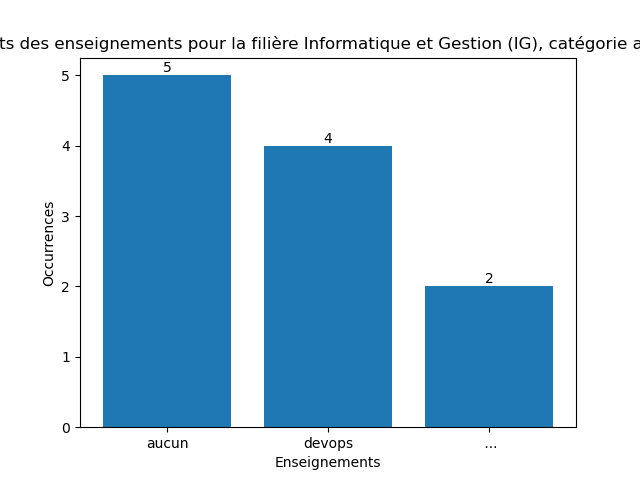 ts des enseignements pour la filière Informatique et Gestion (IG), catégorie a
5
4
2
5
4
3
2
1
0
Occurrences
aucun devops ...
Enseignements